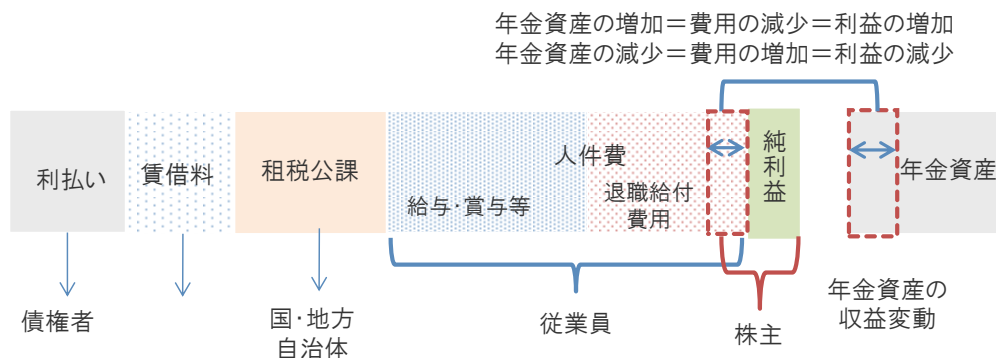 年金資産の増加＝費用の減少＝利益の増加
年金資産の減少＝費用の増加＝利益の減少
利払い
賃借料
租税公課
人件費
給与・賞与等
退職給付
費用
純利益
年金資産
債権者
国・地方
自治体
従業員
株主
年金資産の
収益変動